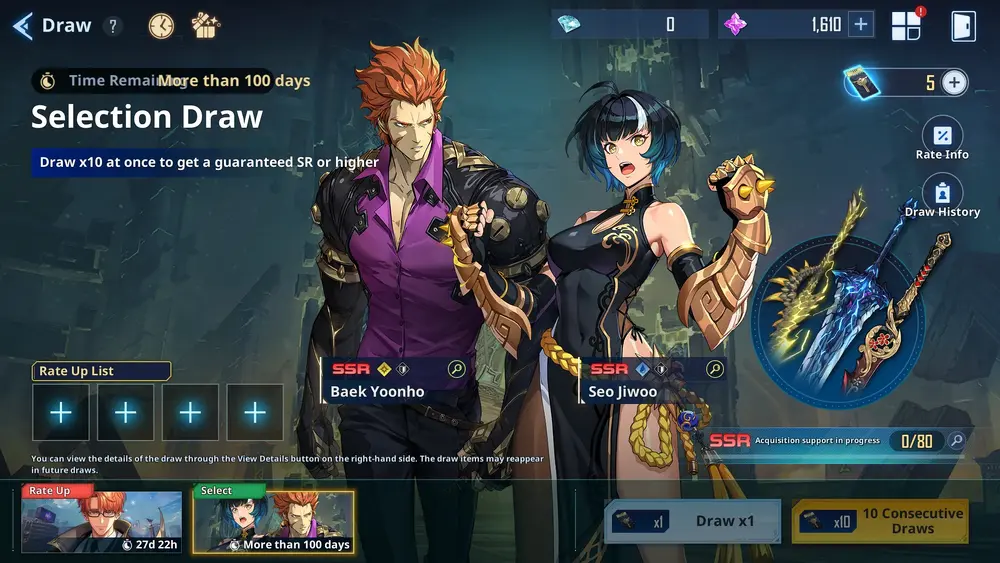 Draw ?
0
1,610 +
!
Time Remaining More than 100 days
5 +
Selection Draw
Draw x10 at once to get a guaranteed SR or higher
Rate Info
Draw History
SSR
Baek Yoonho
SSR
Seo Jiwoo
Rate Up List
+ + + +
SSR Acquisition support in progress 0/80
You can view the details of the draw through the View Details button on the right-hand side. The draw items may reappear
in future draws.
Rate Up
27d 22h
Select
More than 100 days
x1 Draw x1
x10 10 Consecutive
Draws